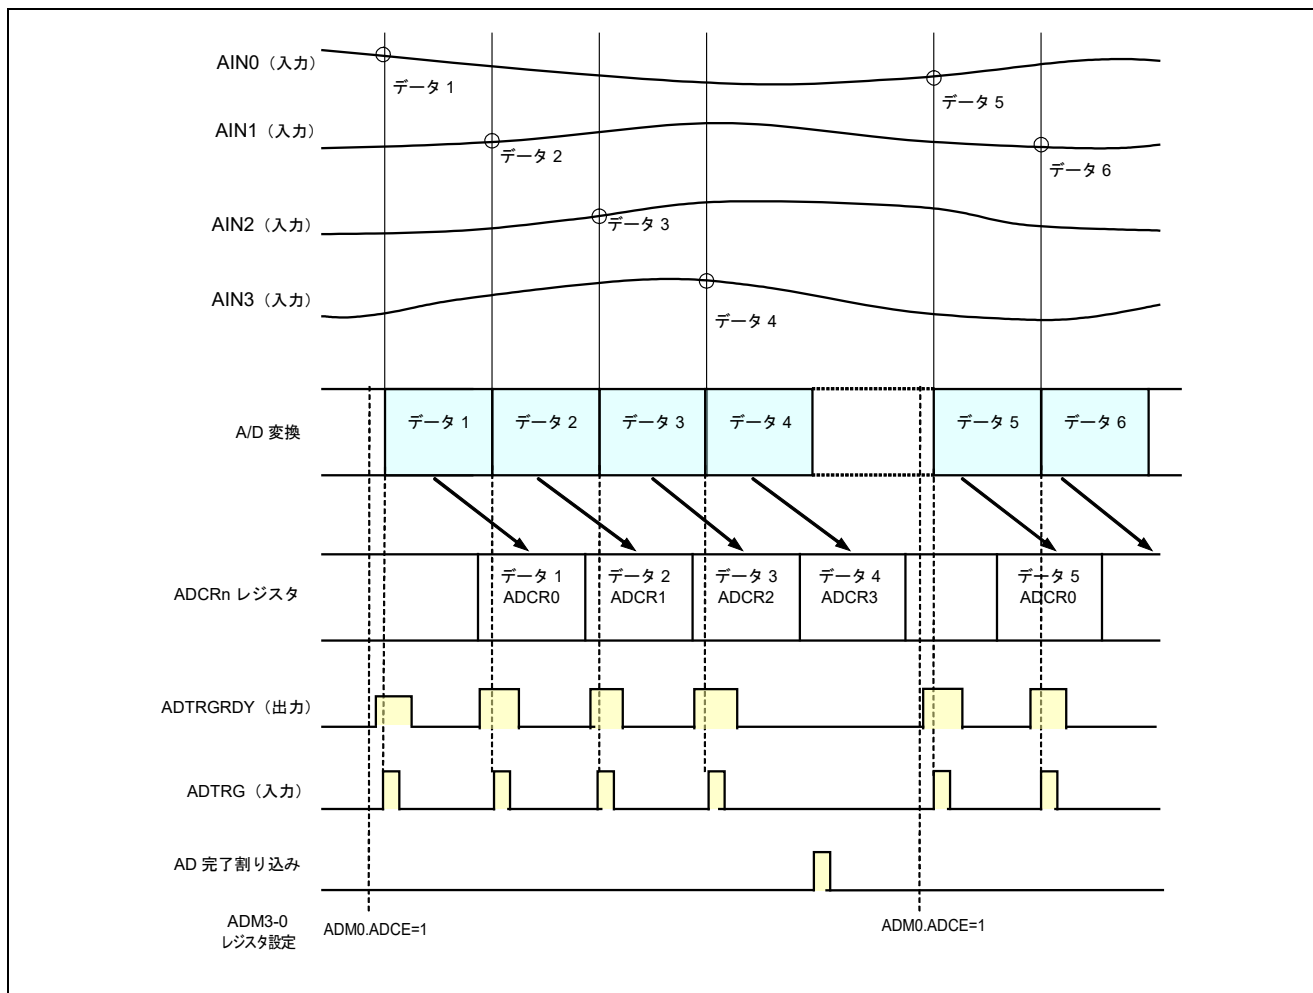 AIN0（入力）
データ 1
データ 5
AIN1（入力）
データ 2
データ 6
AIN2（入力）
データ 3
AIN3（入力）
データ 4
A/D 変換
データ 1
データ 2
データ 3
データ 4
データ 5
データ 6
ADCRn レジスタ
データ 1
ADCR0
データ 2
ADCR1
データ 3
ADCR2
データ 4
ADCR3
データ 5
ADCR0
ADTRGRDY（出力）
ADTRG（入力）
AD 完了割り込み
ADM3-0
レジスタ設定
ADM0.ADCE=1
ADM0.ADCE=1